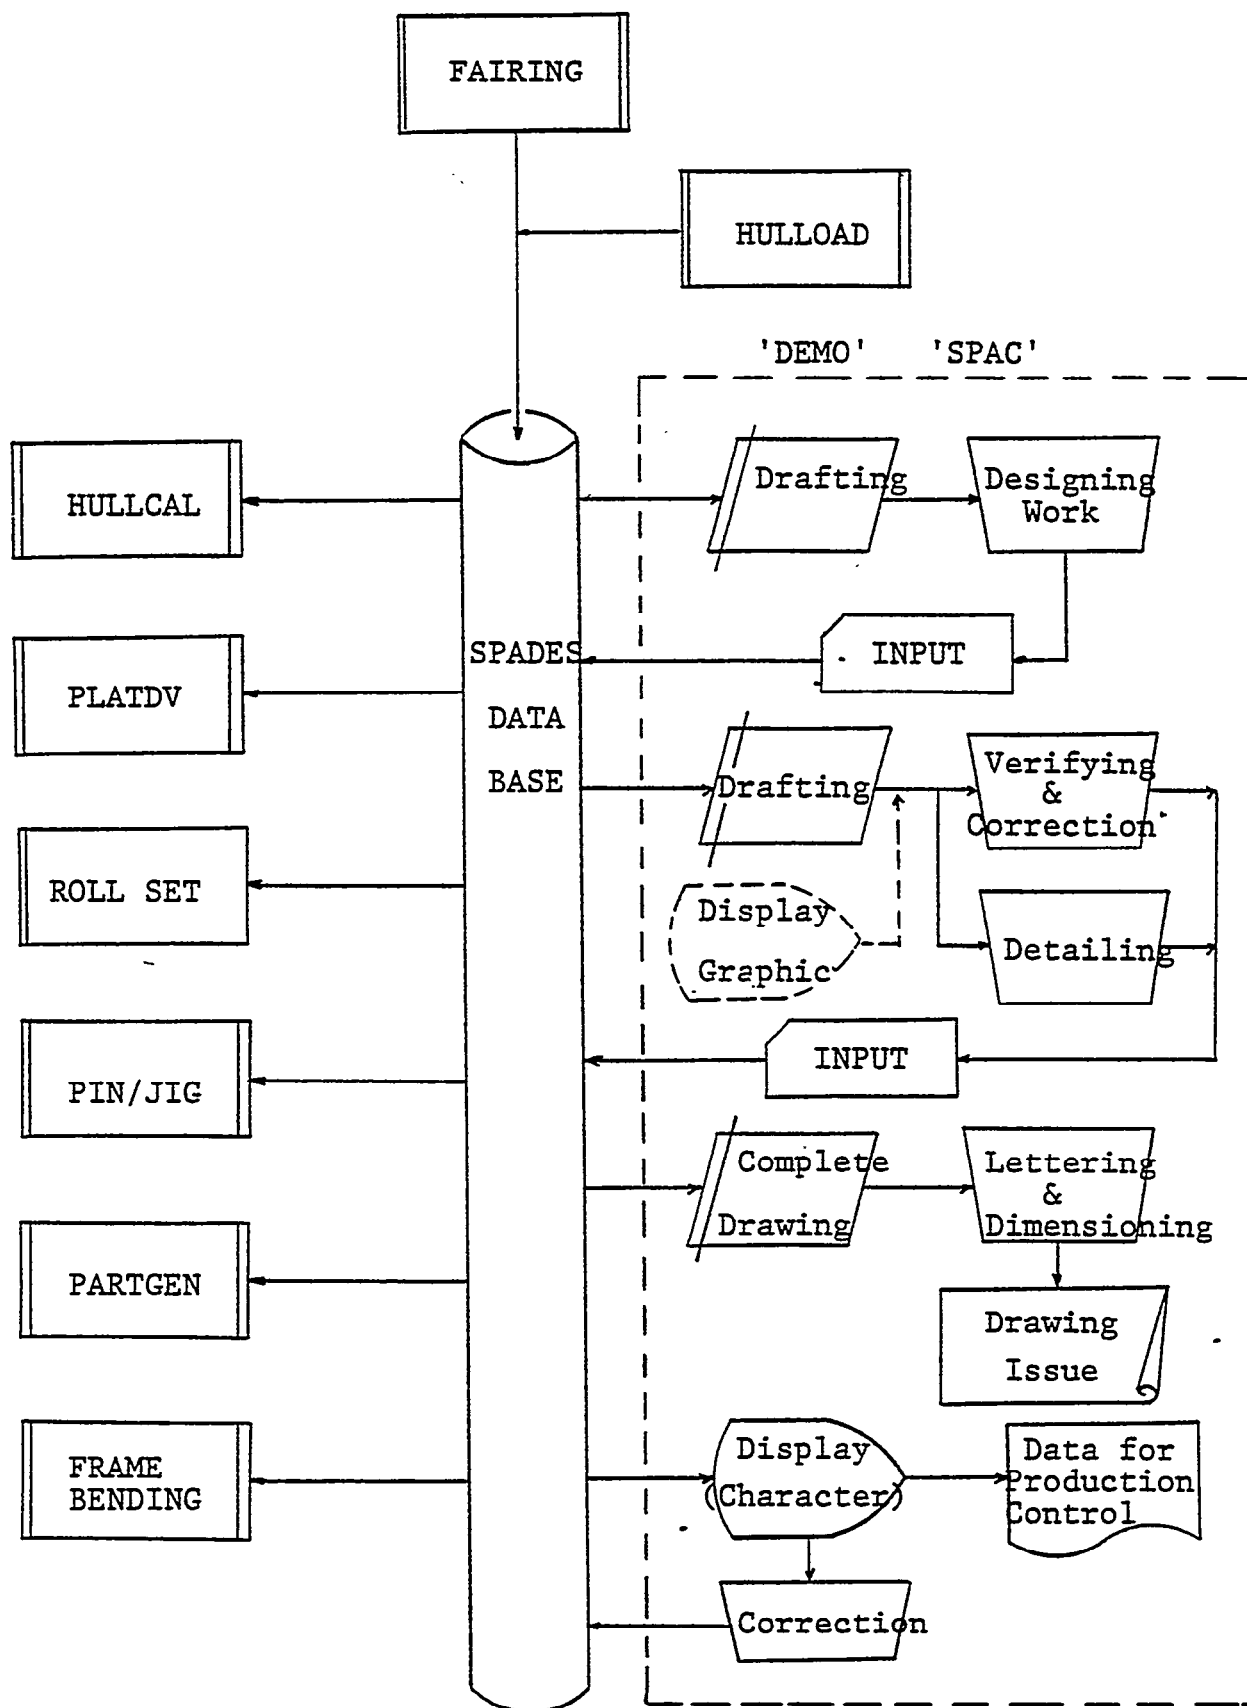 FAIRING
HULLOAD
'DEMO' 'SPAC'
HULLCAL
Drafting
Designing
Work
PLATDV
SPADES
DATA
BASE
INPUT
Drafting
Verifying
&
Correction
ROLL SET
Display
Graphic
Detailing
PIN/JIG
INPUT
Complete
Drawing
Lettering
&
Dimensioning
PARTGEN
Drawing
Issue
FRAME
BENDING
Display
(Character)
Data for
Production
Control
Correction